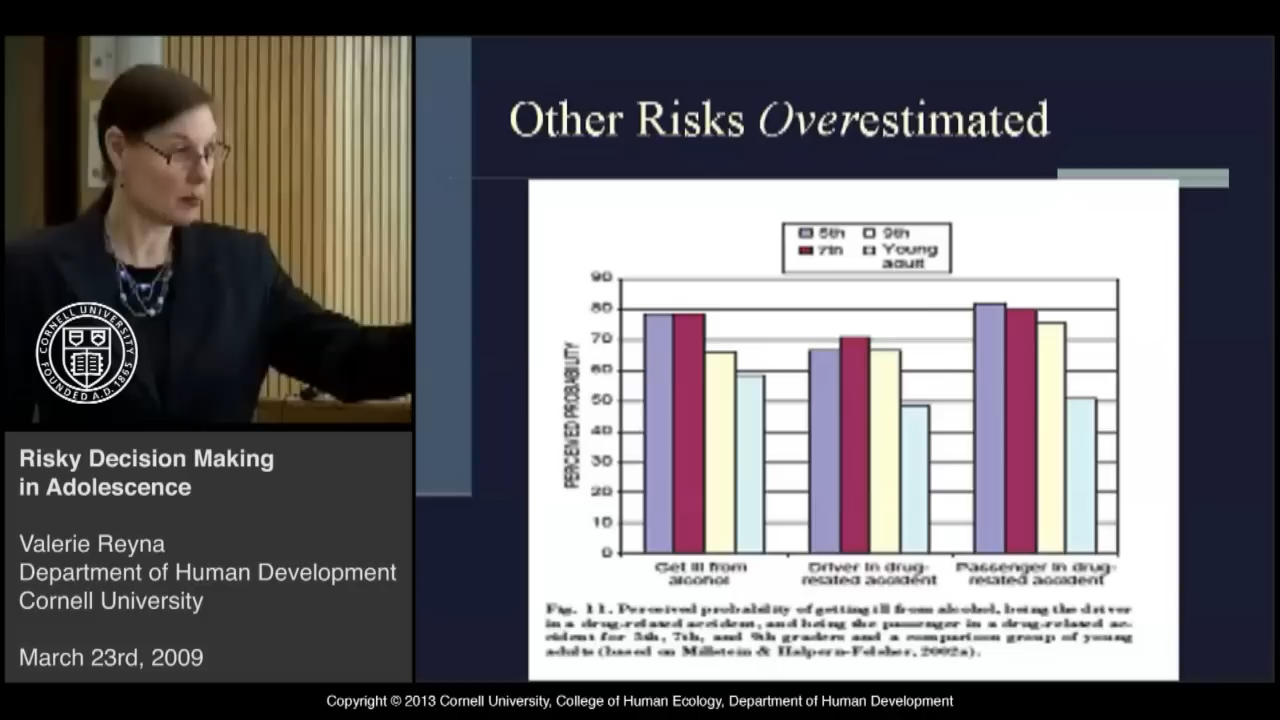 Other Risks Overestimated
5th 9th
7th Young
adult
90
80
70
60
50
40
30
20
10
0
PERCEIVED PROBABILITY
Get ill from
alcohol
Driver in drug-
related accident
Passenger in drug-
related accident
Fig. 11. Perceived probability of getting ill from alcohol, being the driver
in a drug-related accident, and being the passenger in a drug-related ac-
cident for 5th, 7th, and 9th graders and a comparison group of young
adults (based on Millstein & Halpern-Felsher, 2002a).
CORNELL UNIVERSITY
FOUNDED A.D. 1865
Risky Decision Making
in Adolescence
Valerie Reyna
Department of Human Development
Cornell University
March 23rd, 2009
Copyright © 2013 Cornell University, College of Human Ecology, Department of Human Development